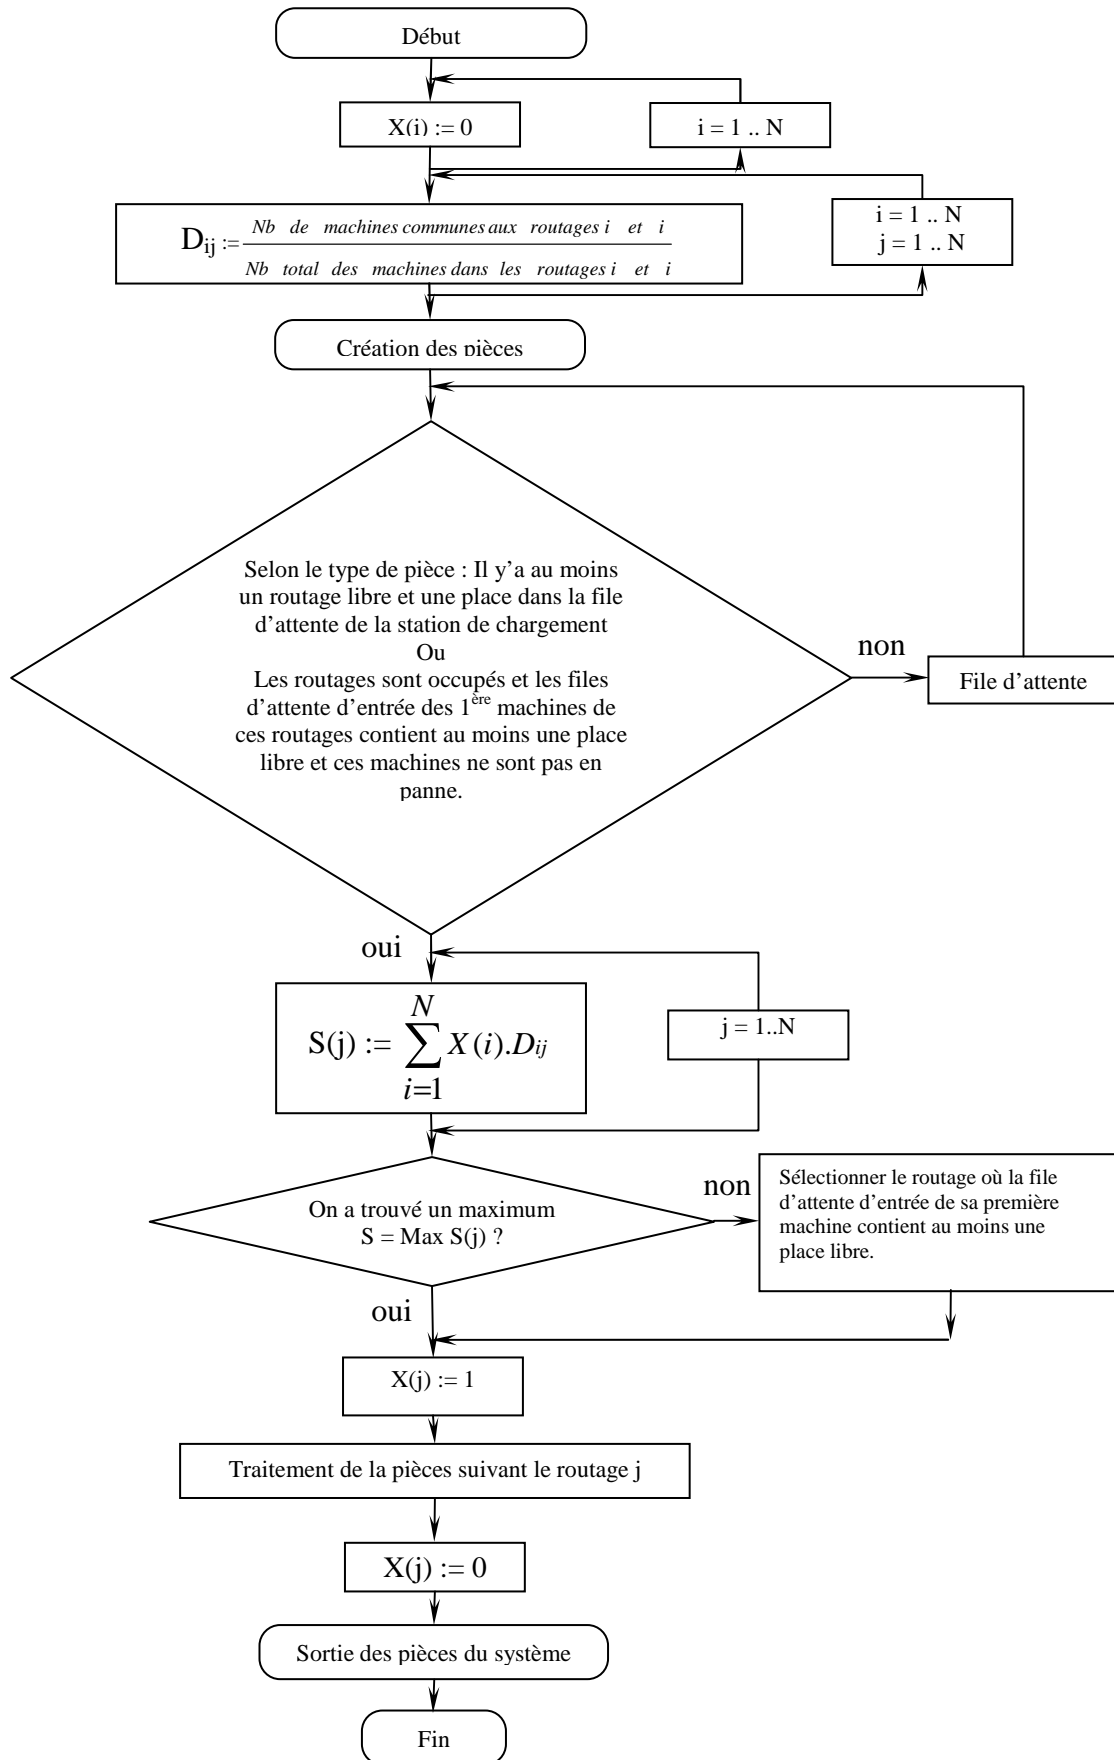 Début
X(i) := 0
i = 1 .. N
i = 1 .. N
j = 1 .. N
Dij := Nb de machines communes aux routages i et i
Nb total des machines dans les routages i et i
Création des pièces
Selon le type de pièce : Il y'a au moins
un routage libre et une place dans la file
d'attente de la station de chargement
Ou
Les routages sont occupés et les files
d'attente d'entrée des 1ère machines de
ces routages contient au moins une place
libre et ces machines ne sont pas en
panne.
non
File d'attente
oui
S(j) := ∑ X(i).Dij
N
i=1
j = 1..N
On a trouvé un maximum
S = Max S(j) ?
non
Sélectionner le routage où la file
d'attente d'entrée de sa première
machine contient au moins une
place libre.
oui
X(j) := 1
Traitement de la pièces suivant le routage j
X(j) := 0
Sortie des pièces du système
Fin